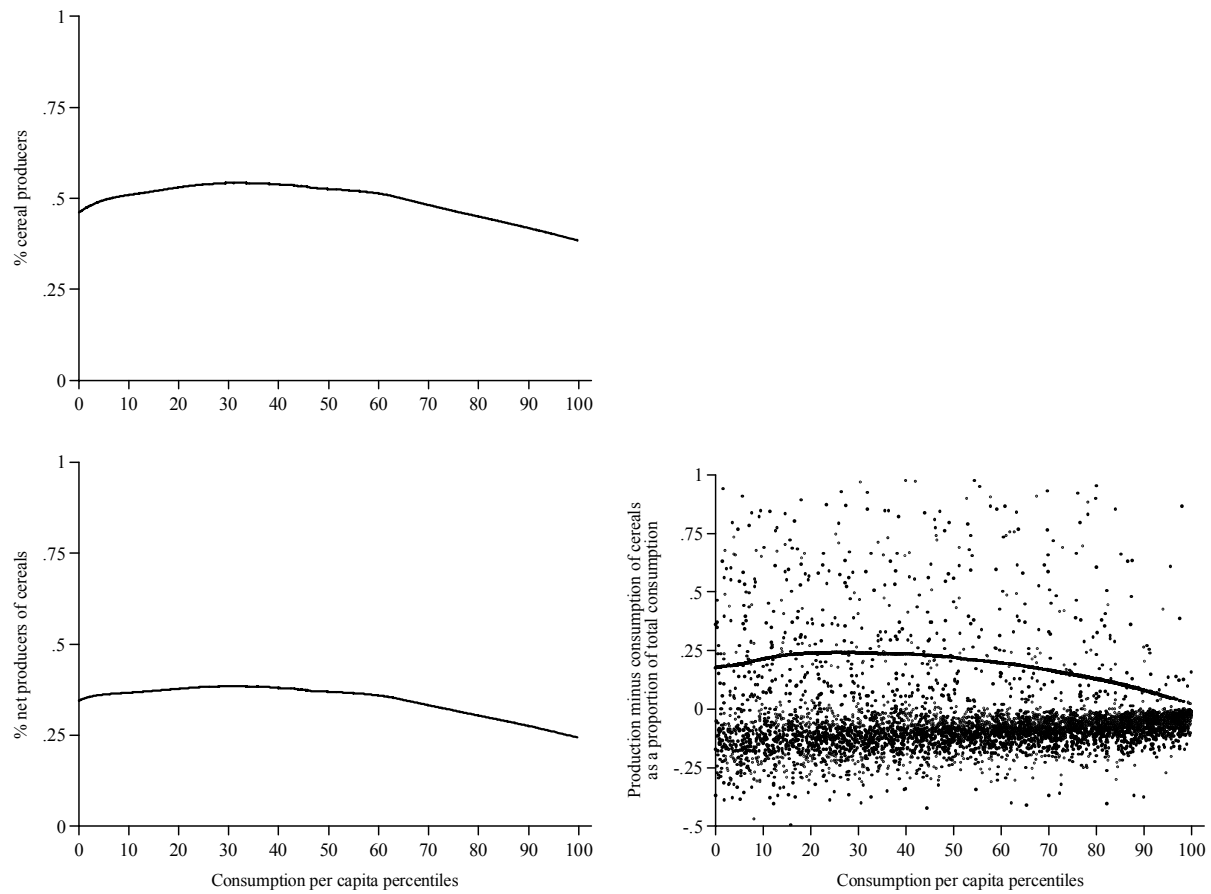 % cereal producers
1
.75
.5
.25
0
0 10 20 30 40 50 60 70 80 90 100
% net producers of cereals
1
.75
.5
.25
0
0 10 20 30 40 50 60 70 80 90 100
Consumption per capita percentiles
Production minus consumption of cereals
as a proportion of total consumption
1
.75
.5
.25
0
-.25
-.5
0 10 20 30 40 50 60 70 80 90 100
Consumption per capita percentiles